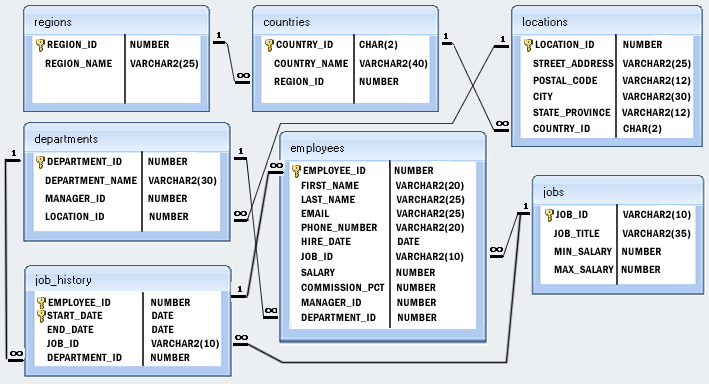 regions
REGION_ID NUMBER
REGION_NAME VARCHAR2(25)
1
∞
countries
COUNTRY_ID CHAR(2)
COUNTRY_NAME VARCHAR2(40)
REGION_ID NUMBER
1
∞
locations
LOCATION_ID NUMBER
STREET_ADDRESS VARCHAR2(25)
POSTAL_CODE VARCHAR2(12)
CITY VARCHAR2(30)
STATE_PROVINCE VARCHAR2(12)
COUNTRY_ID CHAR(2)
1
departments
DEPARTMENT_ID NUMBER
DEPARTMENT_NAME VARCHAR2(30)
MANAGER_ID NUMBER
LOCATION_ID NUMBER
1
1
∞
employees
EMPLOYEE_ID NUMBER
FIRST_NAME VARCHAR2(20)
LAST_NAME VARCHAR2(25)
EMAIL VARCHAR2(25)
PHONE_NUMBER VARCHAR2(20)
HIRE_DATE DATE
JOB_ID VARCHAR2(10)
SALARY NUMBER
COMMISSION_PCT NUMBER
MANAGER_ID NUMBER
DEPARTMENT_ID NUMBER
∞
∞
∞
jobs
JOB_ID VARCHAR2(10)
JOB_TITLE VARCHAR2(35)
MIN_SALARY NUMBER
MAX_SALARY NUMBER
1
job_history
EMPLOYEE_ID NUMBER
START_DATE DATE
END_DATE DATE
JOB_ID VARCHAR2(10)
DEPARTMENT_ID NUMBER
1
∞
∞